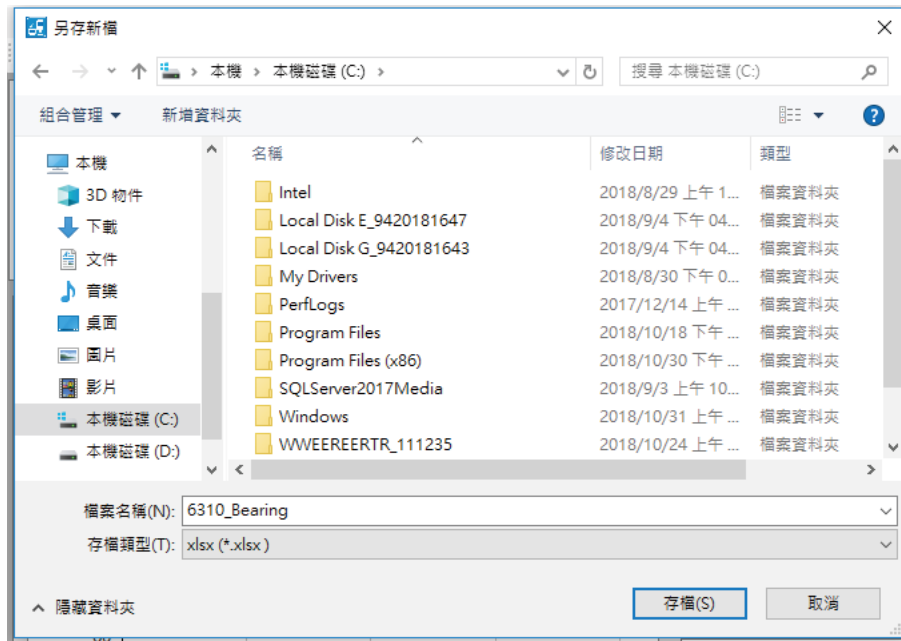 另存新檔
本機 › 本機磁碟 (C:) ›
搜尋 本機磁碟 (C:)
組合管理
新增資料夾
本機
3D 物件
下載
文件
音樂
桌面
圖片
影片
本機磁碟 (C:)
本機磁碟 (D:)
名稱 修改日期 類型
Intel 2018/8/29 上午 1... 檔案資料夾
Local Disk E_9420181647 2018/9/4 下午 04... 檔案資料夾
Local Disk G_9420181643 2018/9/4 下午 04... 檔案資料夾
My Drivers 2018/8/30 下午 0... 檔案資料夾
PerfLogs 2017/12/14 上午 ... 檔案資料夾
Program Files 2018/10/18 下午 ... 檔案資料夾
Program Files (x86) 2018/10/30 下午 ... 檔案資料夾
SQLServer2017Media 2018/9/3 上午 10... 檔案資料夾
Windows 2018/10/31 上午 ... 檔案資料夾
WWEEREERTR_111235 2018/10/24 上午 ... 檔案資料夾
檔案名稱(N): 6310_Bearing
存檔類型(T): xlsx (*.xlsx )
隱藏資料夾
存檔(S)
取消